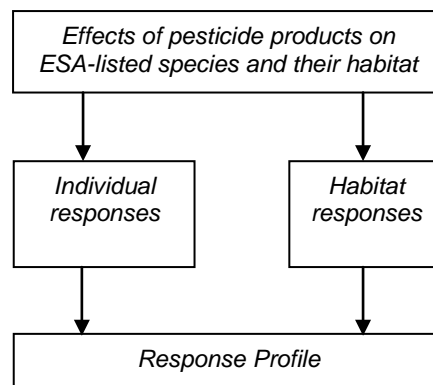 Effects of pesticide products on
ESA-listed species and their habitat
Individual
responses
Habitat
responses
Response Profile